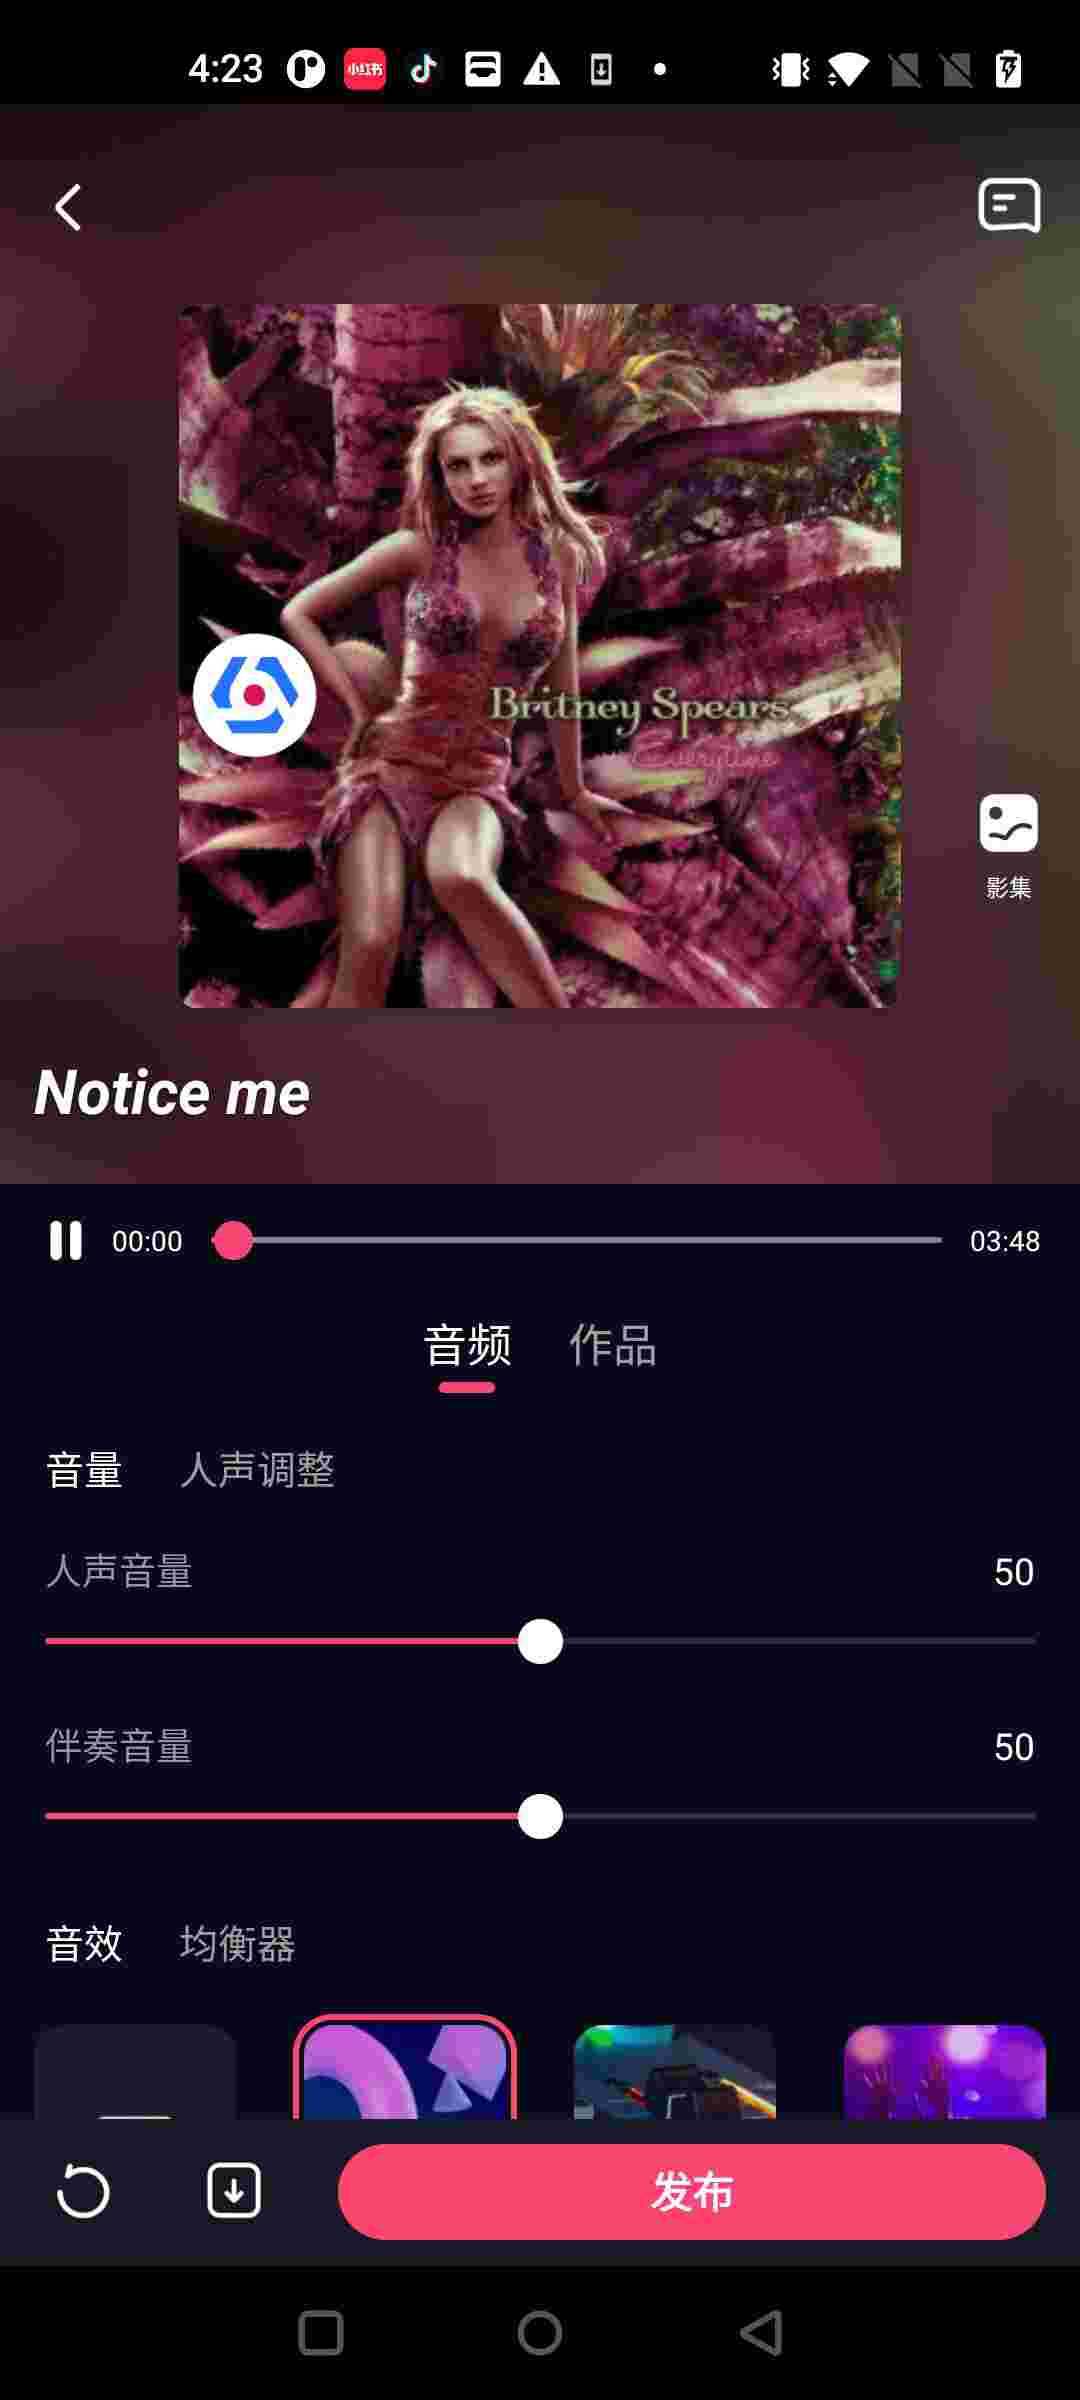 4:23
小红书
Britney Spears
Everytime
影集
Notice me
00:00
03:48
音频 作品
音量 人声调整
人声音量 50
伴奏音量 50
音效 均衡器
发布